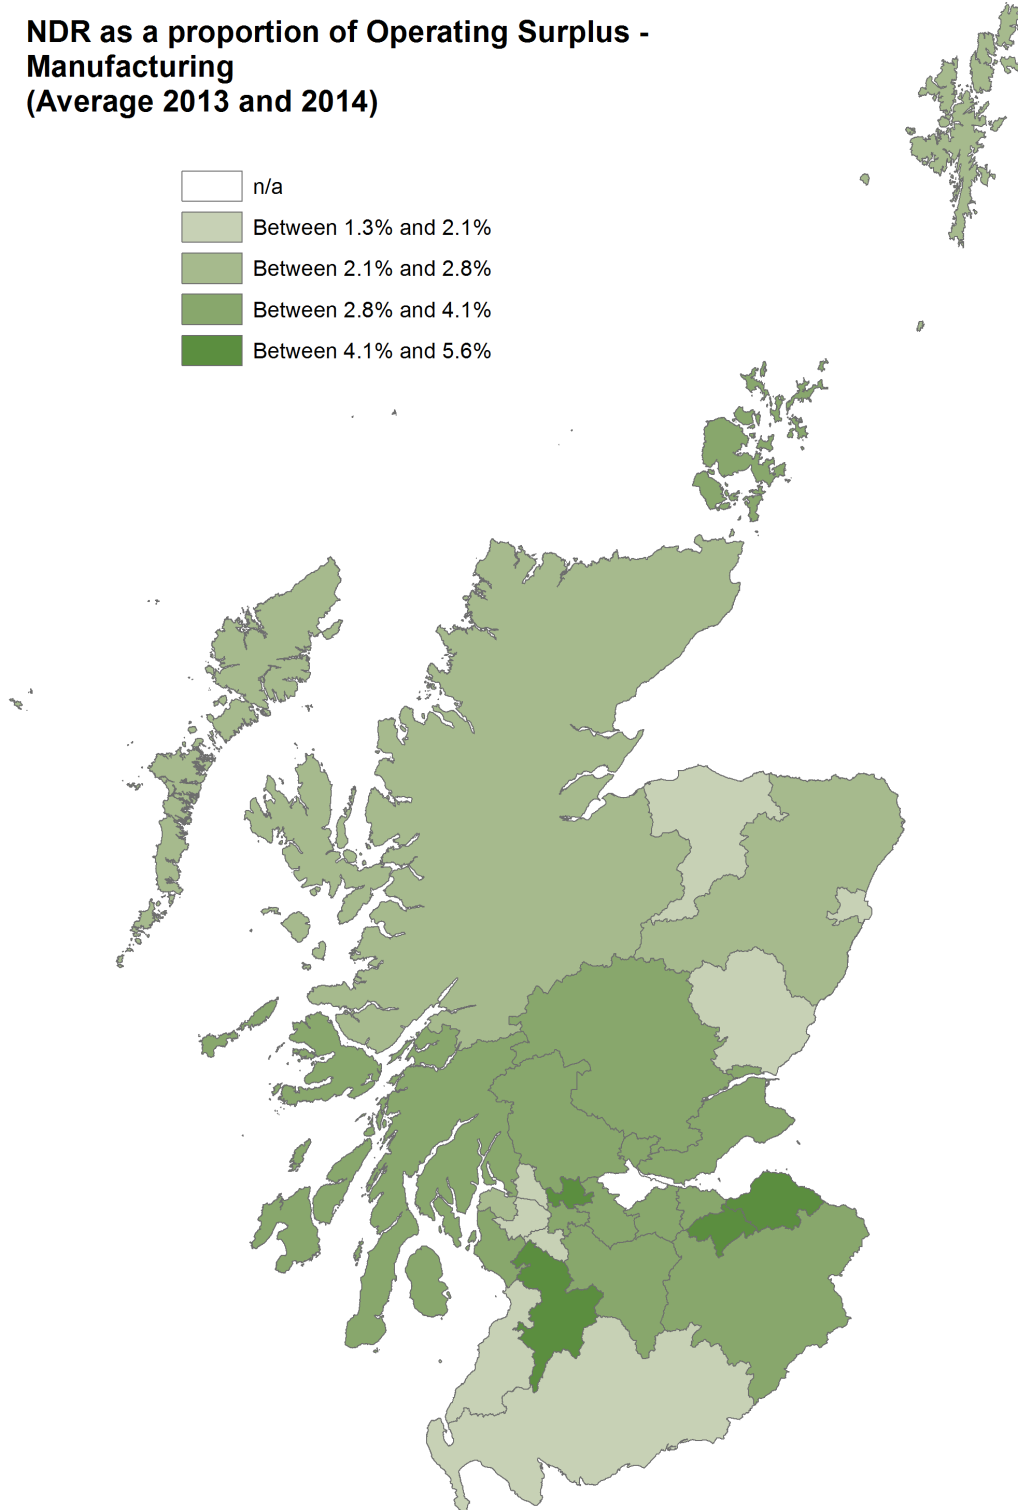 NDR as a proportion of Operating Surplus -
Manufacturing
(Average 2013 and 2014)
n/a
Between 1.3% and 2.1%
Between 2.1% and 2.8%
Between 2.8% and 4.1%
Between 4.1% and 5.6%